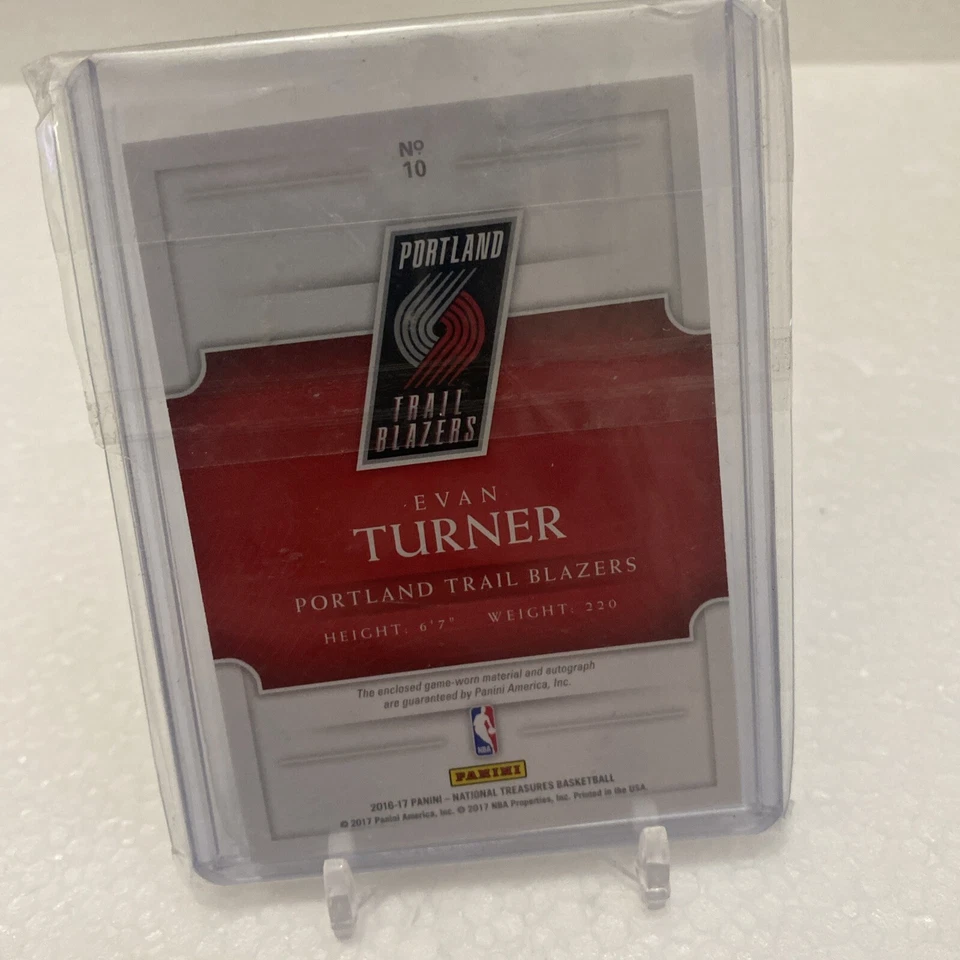 Nº
10
PORTLAND
TRAIL
BLAZERS
EVAN
TURNER
PORTLAND TRAIL BLAZERS
HEIGHT: 6'7" WEIGHT: 220
The enclosed game-worn material and autograph
are guaranteed by Panini America, Inc.
NBA
PANINI
2016-17 PANINI – NATIONAL TREASURES BASKETBALL
© 2017 Panini America, Inc. © 2017 NBA Properties, Inc. Printed in the USA.